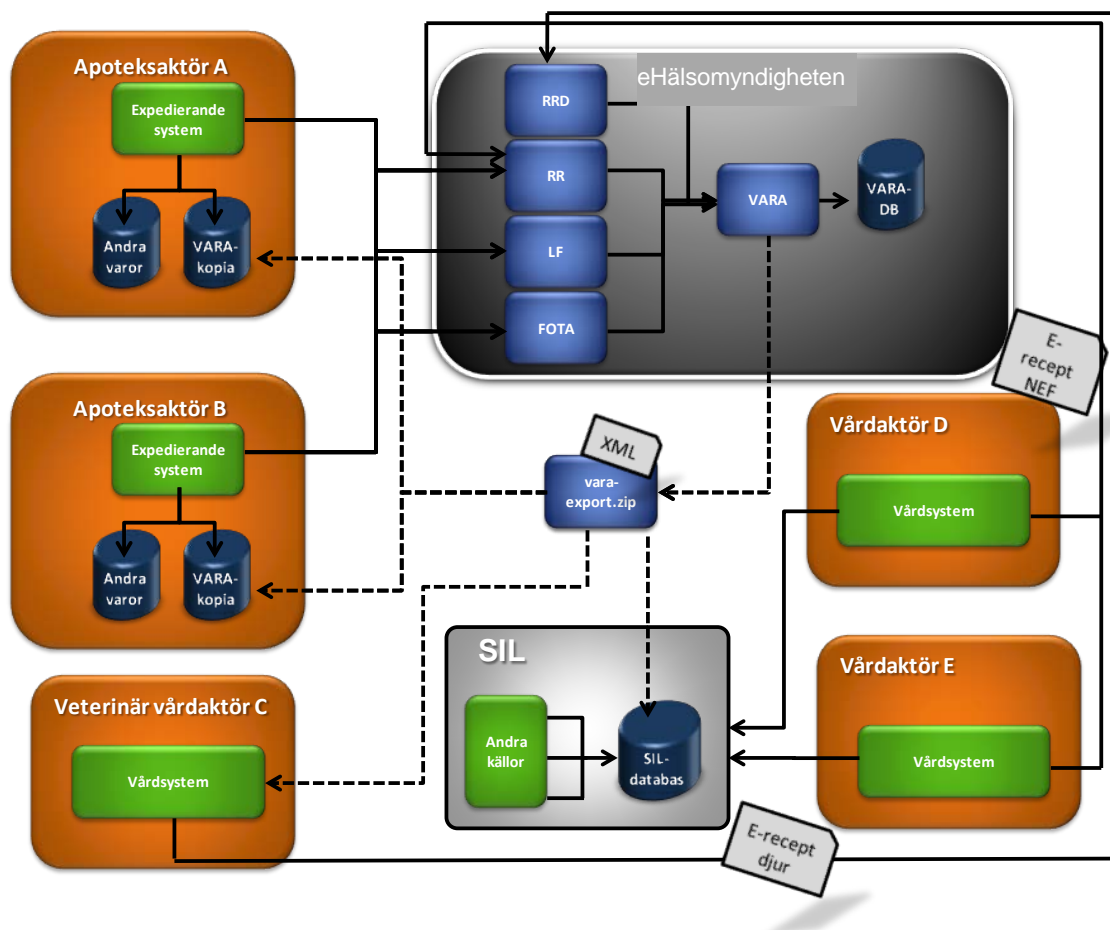 Apoteksaktör A
Expedierande
system
Andra
varor
VARA-
kopia
eHälsomyndigheten
RRD
RR
LF
FOTA
VARA
VARA-
DB
Apoteksaktör B
Expedierande
system
Andra
varor
VARA-
kopia
XML
vara-
export.zip
E-
recept
NEF
Vårdaktör D
Vårdsystem
SIL
Andra
källor
SIL-
databas
Vårdaktör E
Vårdsystem
Veterinär vårdaktör C
Vårdsystem
E-recept
djur